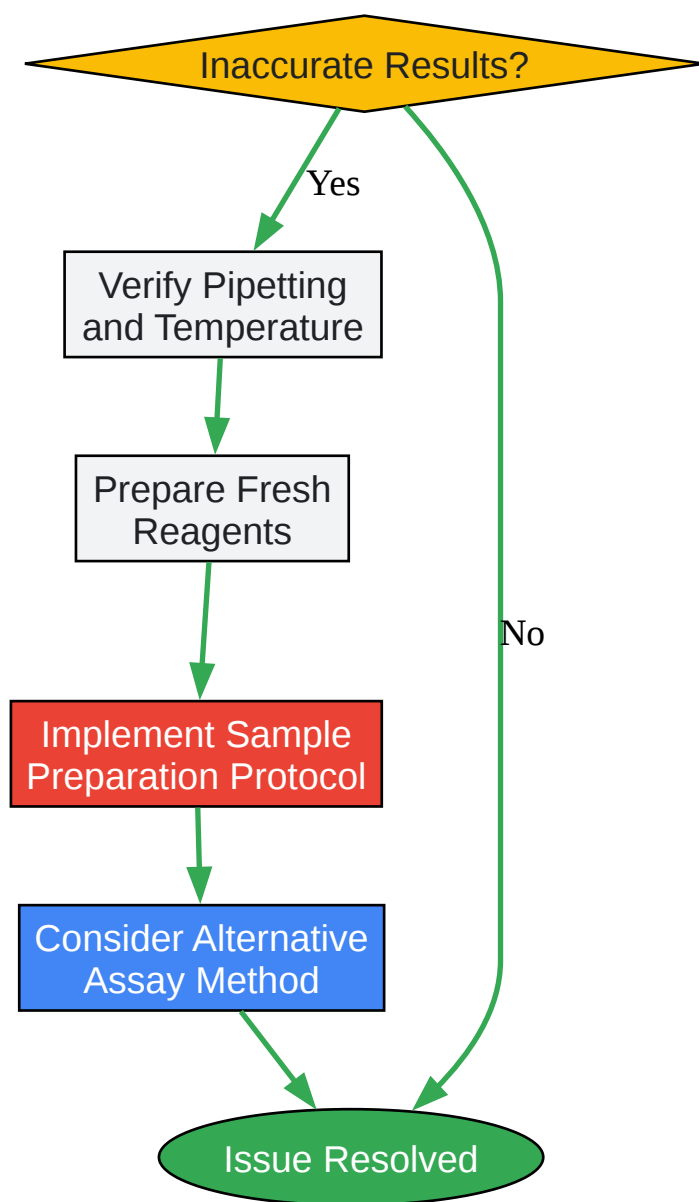 Inaccurate Results?
Yes
Verify Pipetting
and Temperature
Prepare Fresh
Reagents
No
Implement Sample
Preparation Protocol
Consider Alternative
Assay Method
Issue Resolved